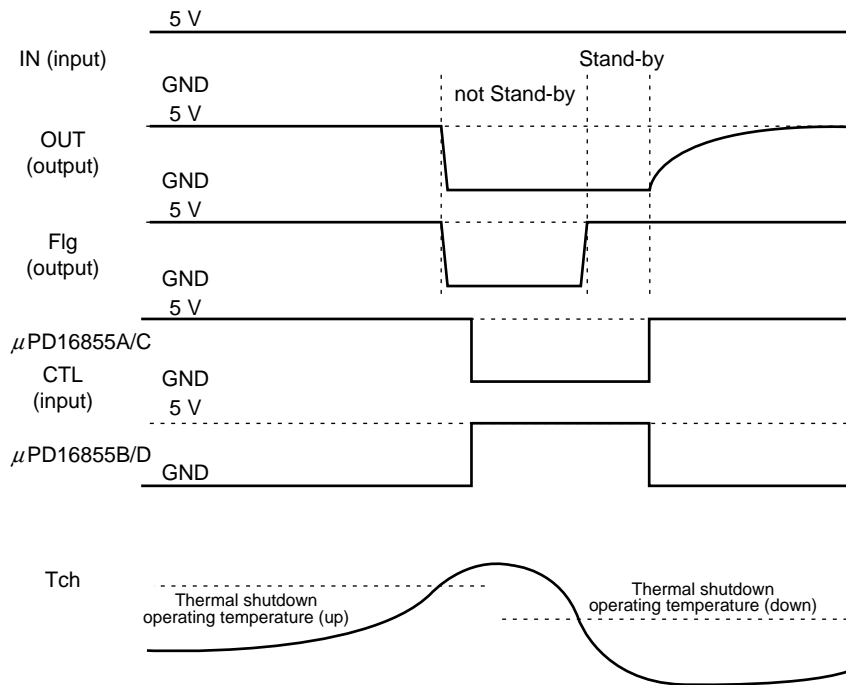 5 V
IN (input)
Stand-by
GND
not Stand-by
5 V
OUT
(output)
GND
5 V
Flg
(output)
GND
5 V
μPD16855A/C
CTL
(input)
GND
5 V
μPD16855B/D
GND
Tch
Thermal shutdown
operating temperature (up)
Thermal shutdown
operating temperature (down)